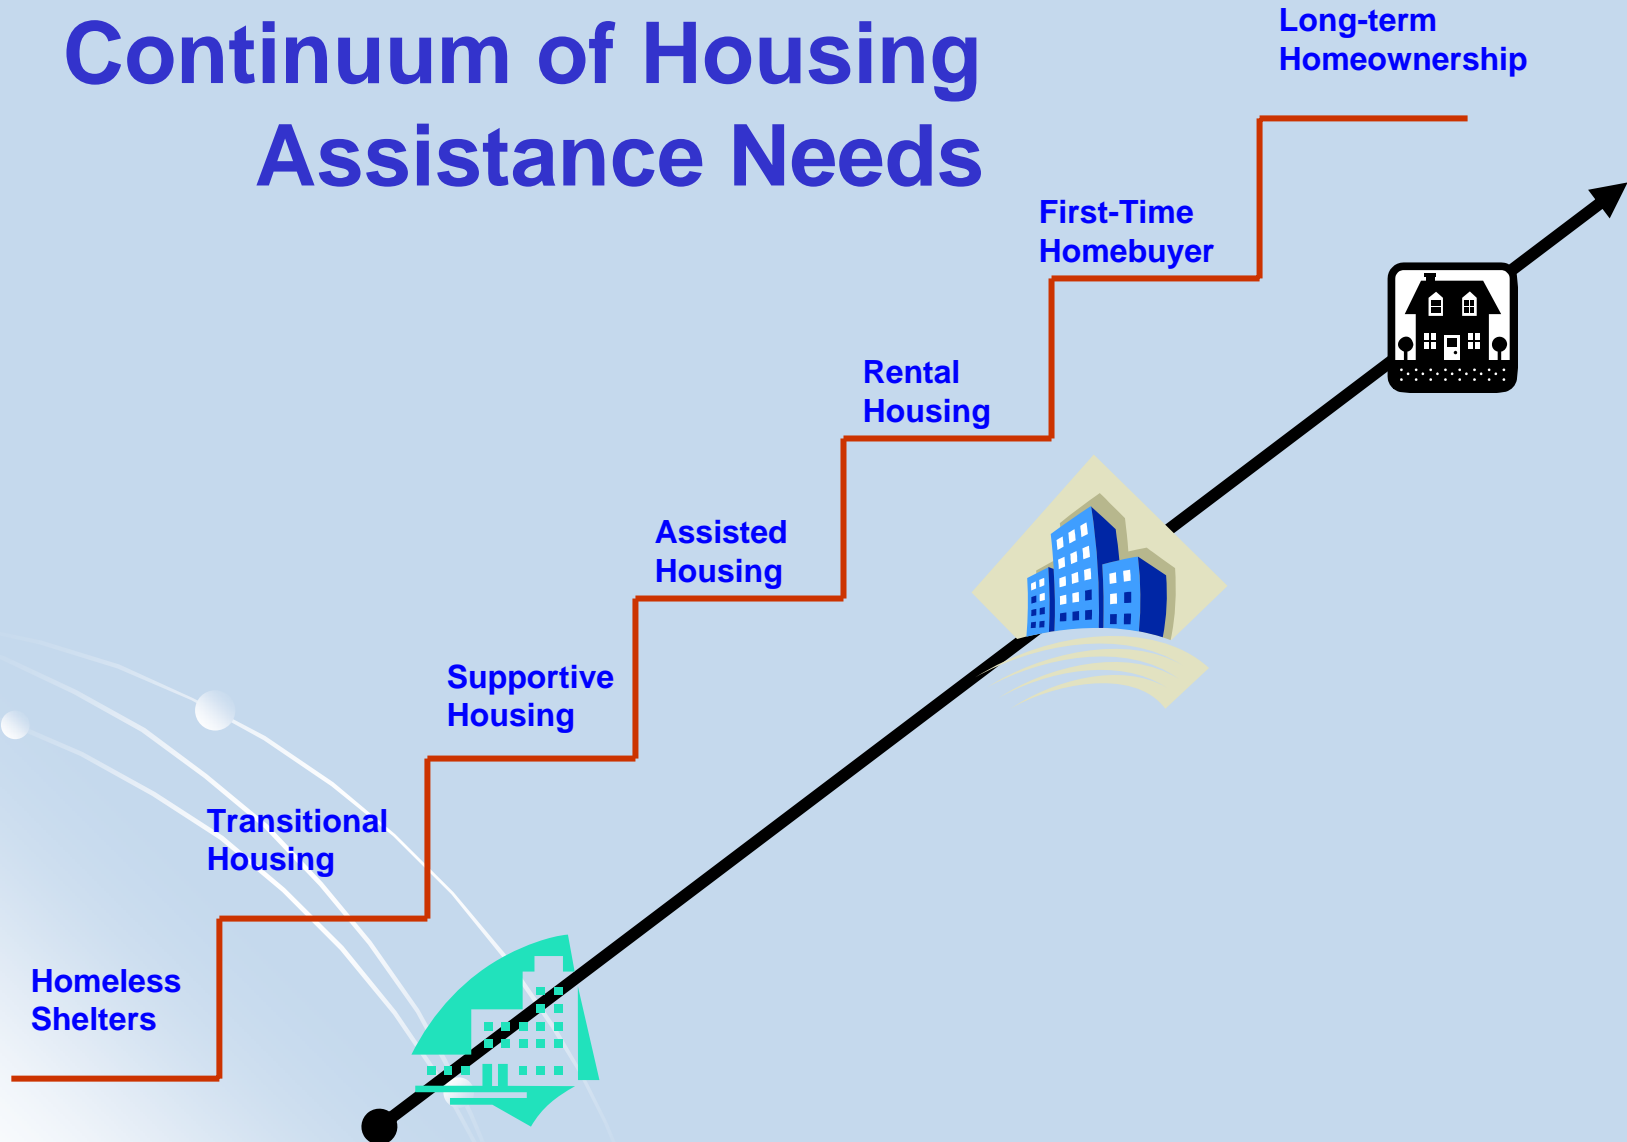 Continuum of Housing
Assistance Needs
Long-term
Homeownership
First-Time
Homebuyer
Rental
Housing
Assisted
Housing
Supportive
Housing
Transitional
Housing
Homeless
Shelters